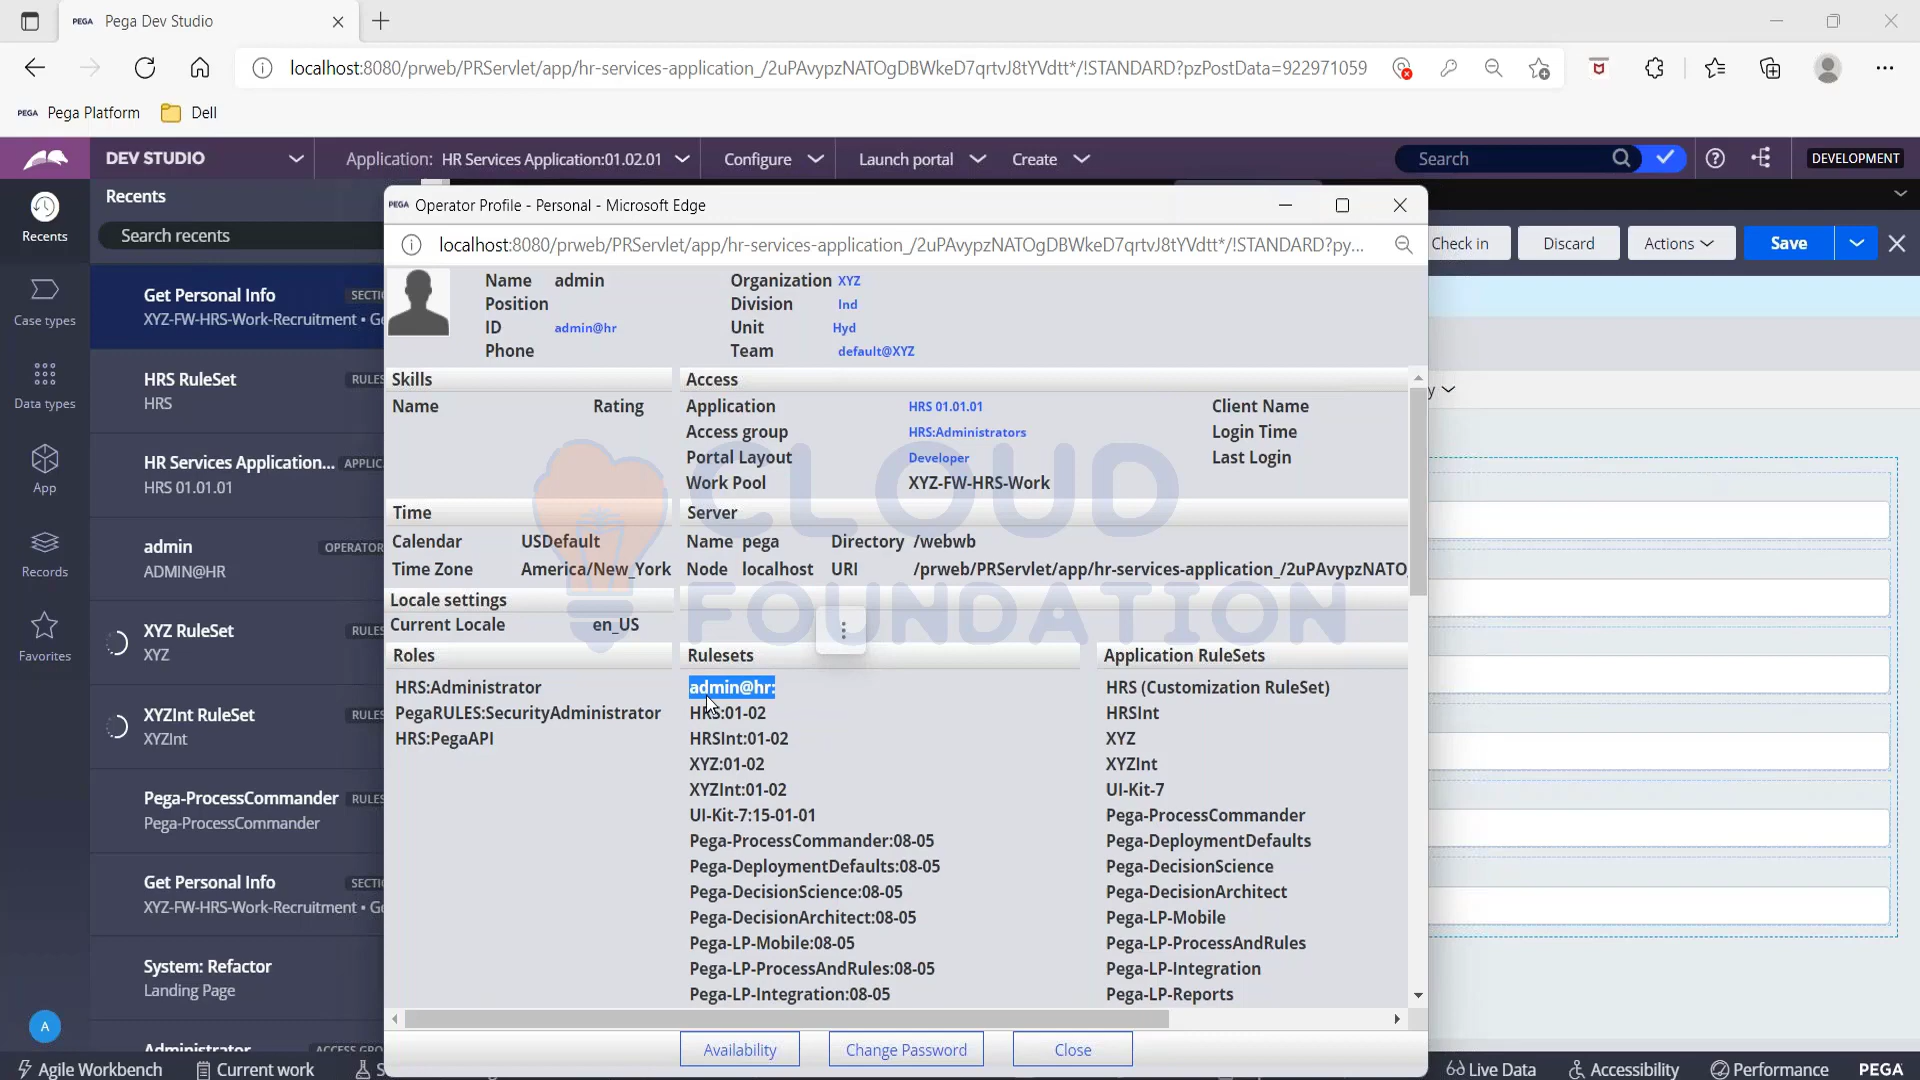 PEGA Pega Dev Studio
localhost:8080/prweb/PRServlet/app/hr-services-application_/2uPAvypzNATOgDBWkeD7qrtvJ8tYVdtt*/!STANDARD?pzPostData=922971059
PEGA Pega Platform Dell
DEV STUDIO Application: HR Services Application:01.02.01 Configure Launch portal Create Search DEVELOPMENT
Recents
Recents
Search recents
Get Personal Info SECTI
XYZ-FW-HRS-Work-Recruitment • Ge
Case types
HRS RuleSet RULES
HRS
Data types
HR Services Application... APPLIC
HRS 01.01.01
App
admin OPERATOR
ADMIN@HR
Records
XYZ RuleSet RULES
XYZ
Favorites
XYZInt RuleSet RULES
XYZInt
Pega-ProcessCommander RULES
Pega-ProcessCommander
Get Personal Info SECTI
XYZ-FW-HRS-Work-Recruitment • Ge
System: Refactor
Landing Page
A
Administrator ACCESS GRO
Check in Discard Actions Save
PEGA Operator Profile - Personal - Microsoft Edge
localhost:8080/prweb/PRServlet/app/hr-services-application_/2uPAvypzNATOgDBWkeD7qrtvJ8tYVdtt*/!STANDARD?py...
Name admin Organization XYZ
Position Division Ind
ID admin@hr Unit Hyd
Phone Team default@XYZ
Skills Access
Name Rating Application HRS 01.01.01 Client Name
Access group HRS:Administrators Login Time
Portal Layout Developer Last Login
Work Pool XYZ-FW-HRS-Work
CLOUD
FOUNDATION
Time Server
Calendar USDefault Name pega Directory /webwb
Time Zone America/New_York Node localhost URI /prweb/PRServlet/app/hr-services-application_/2uPAvypzNATO
Locale settings
Current Locale en_US
Roles Rulesets Application RuleSets
HRS:Administrator admin@hr: HRS (Customization RuleSet)
PegaRULES:SecurityAdministrator HRS:01-02 HRSInt
HRS:PegaAPI HRSInt:01-02 XYZ
XYZ:01-02 XYZInt
XYZInt:01-02 UI-Kit-7
UI-Kit-7:15-01-01 Pega-ProcessCommander
Pega-ProcessCommander:08-05 Pega-DeploymentDefaults
Pega-DeploymentDefaults:08-05 Pega-DecisionScience
Pega-DecisionScience:08-05 Pega-DecisionArchitect
Pega-DecisionArchitect:08-05 Pega-LP-Mobile
Pega-LP-Mobile:08-05 Pega-LP-ProcessAndRules
Pega-LP-ProcessAndRules:08-05 Pega-LP-Integration
Pega-LP-Integration:08-05 Pega-LP-Reports
Availability Change Password Close
Agile Workbench Current work Live Data Accessibility Performance PEGA